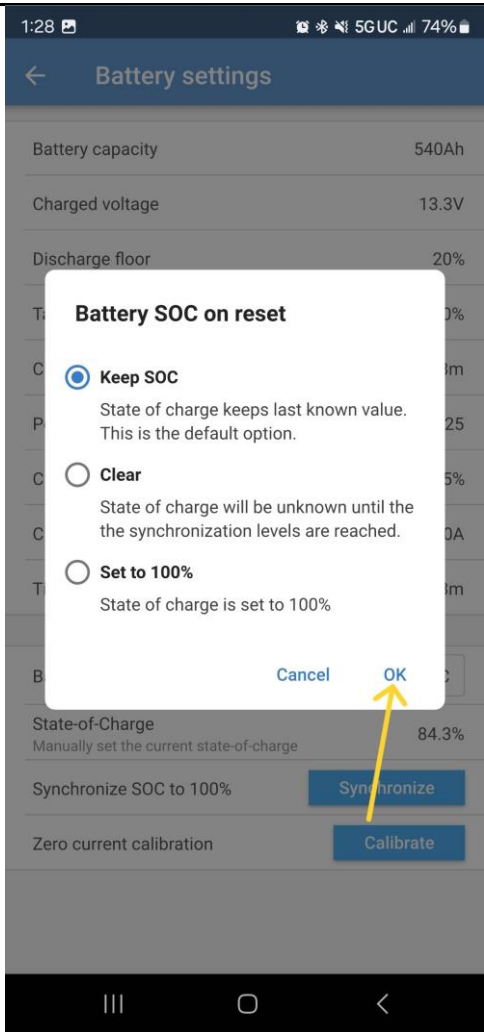 1:28 5GUC 74%
Battery settings
Battery capacity 540Ah
Charged voltage 13.3V
Discharge floor 20%
Battery SOC on reset
Keep SOC
State of charge keeps last known value.
This is the default option.
25
Clear
5%
State of charge will be unknown until the
the synchronization levels are reached.
Set to 100%
State of charge is set to 100%
Cancel OK
State-of-Charge
Manually set the current state-of-charge 84.3%
Synchronize SOC to 100% Synchronize
Zero current calibration Calibrate